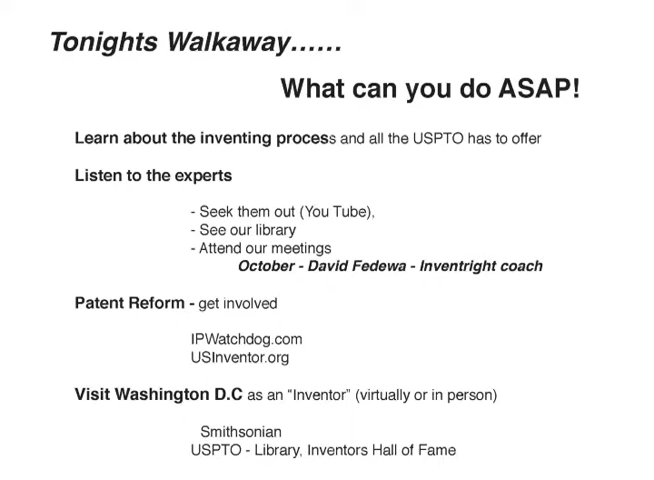 Tonights Walkaway......
What can you do ASAP!
Learn about the inventing process and all the USPTO has to offer
Listen to the experts
- Seek them out (You Tube),
- See our library
- Attend our meetings
October - David Fedewa - Inventright coach
Patent Reform - get involved
IPWatchdog.com
USInventor.org
Visit Washington D.C as an “Inventor” (virtually or in person)
Smithsonian
USPTO - Library, Inventors Hall of Fame